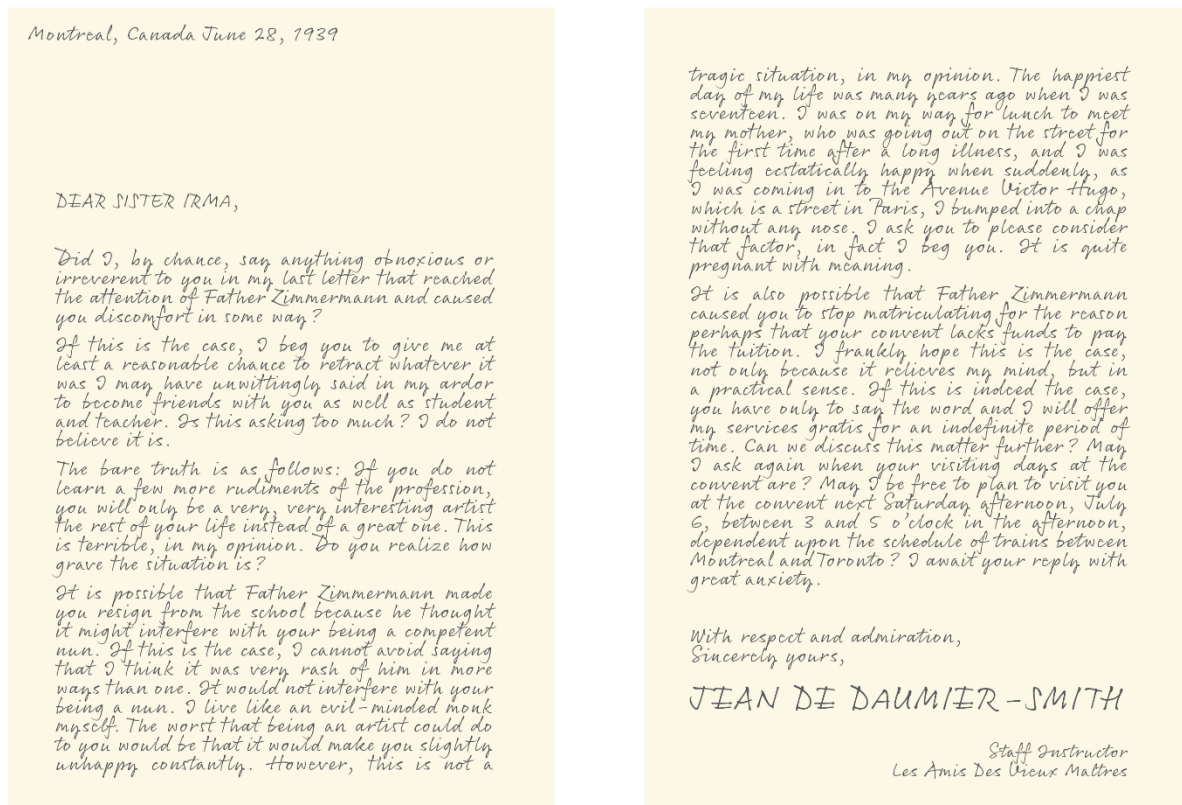 Montreal, Canada June 28, 1939
DEAR SISTER IRMA,
Did I, by chance, say anything obnoxious or
irreverent to you in my last letter that reached
the attention of Father Zimmermann and caused
you discomfort in some way?
If this is the case, I beg you to give me at
least a reasonable chance to retract whatever it
was I may have unwittingly said in my ardor
to become friends with you as well as student
and teacher. Is this asking too much? I do not
believe it is.
The bare truth is as follows: If you do not
learn a few more rudiments of the profession,
you will only be a very, very interesting artist
the rest of your life instead of a great one. This
is terrible, in my opinion. Do you realize how
grave the situation is?
It is possible that Father Zimmermann made
you resign from the school because he thought
it might interfere with your being a competent
nun. If this is the case, I cannot avoid saying
that I think it was very rash of him in more
ways than one. It would not interfere with your
being a nun. I live like an evil-minded monk
myself. The worst that being an artist could do
to you would be that it would make you slightly
unhappy constantly. However, this is not a
tragic situation, in my opinion. The happiest
day of my life was many years ago when I was
seventeen. I was on my way for lunch to meet
my mother, who was going out on the street for
the first time after a long illness, and I was
feeling ecstatically happy when suddenly, as
I was coming in to the Avenue Victor Hugo,
which is a street in Paris, I bumped into a chap
without any nose. I ask you to please consider
that factor, in fact I beg you. It is quite
pregnant with meaning.
It is also possible that Father Zimmermann
caused you to stop matriculating for the reason
perhaps that your convent lacks funds to pay
the tuition. I frankly hope this is the case,
not only because it relieves my mind, but in
a practical sense. If this is indeed the case,
you have only to say the word and I will offer
my services gratis for an indefinite period of
time. Can we discuss this matter further? May
I ask again when your visiting days at the
convent are? May I be free to plan to visit you
at the convent next Saturday afternoon, July
6, between 3 and 5 o'clock in the afternoon,
dependent upon the schedule of trains between
Montreal and Toronto? I await your reply with
great anxiety.
With respect and admiration,
Sincerely yours,
JEAN DE DAUMIER-SMITH
Staff Instructor
Les Amis Des Vieux Maîtres